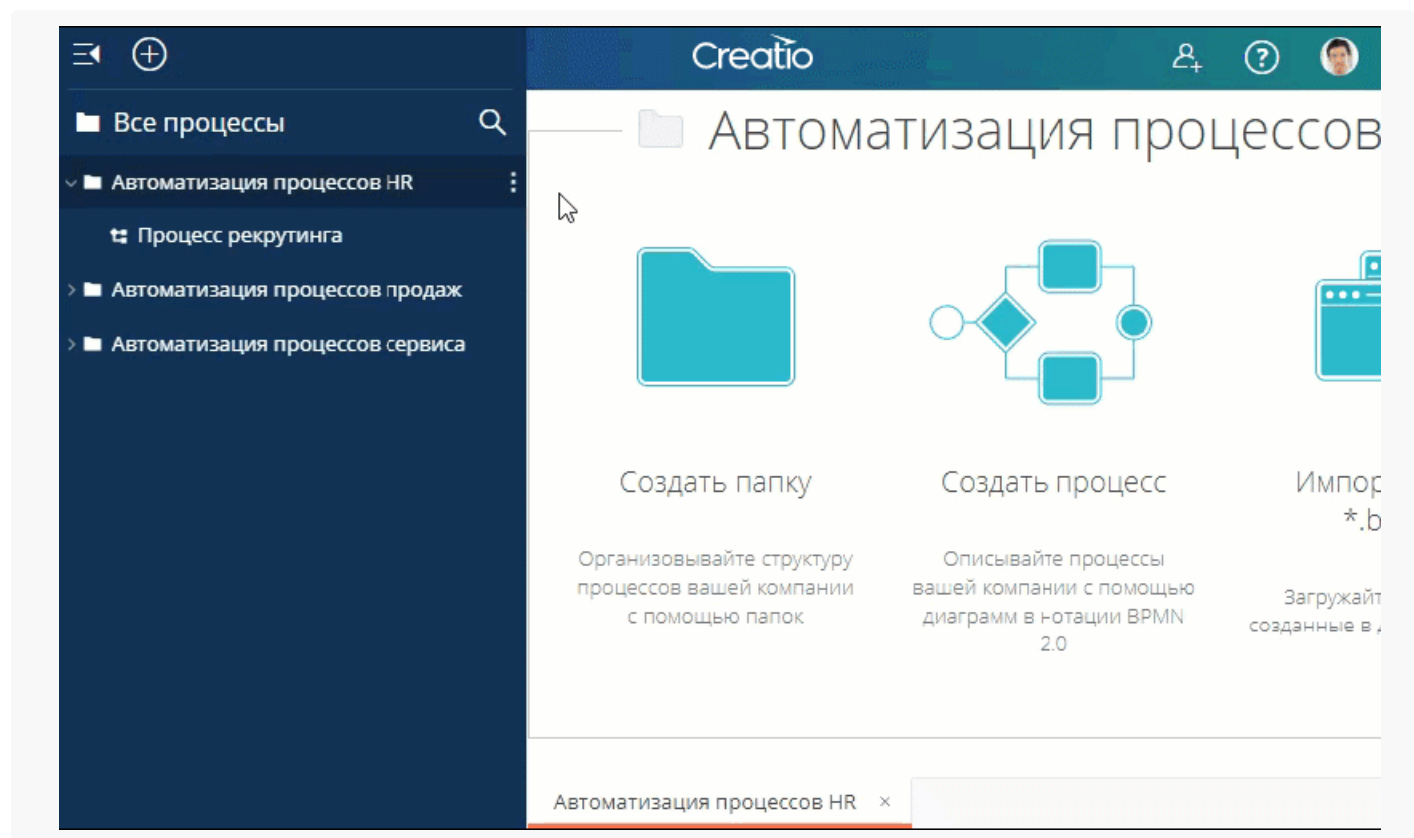 Creatio
Все процессы
Автоматизация процессов HR
Процесс рекрутинга
Автоматизация процессов продаж
Автоматизация процессов сервиса
Автоматизация процессов
Создать папку
Организовывайте структуру
процессов вашей компании
с помощью папок
Создать процесс
Описывайте процессы
вашей компании с помощью
диаграмм в нотации BPMN
2.0
Импор
*.b
Загружайт
созданные в
Автоматизация процессов HR ×